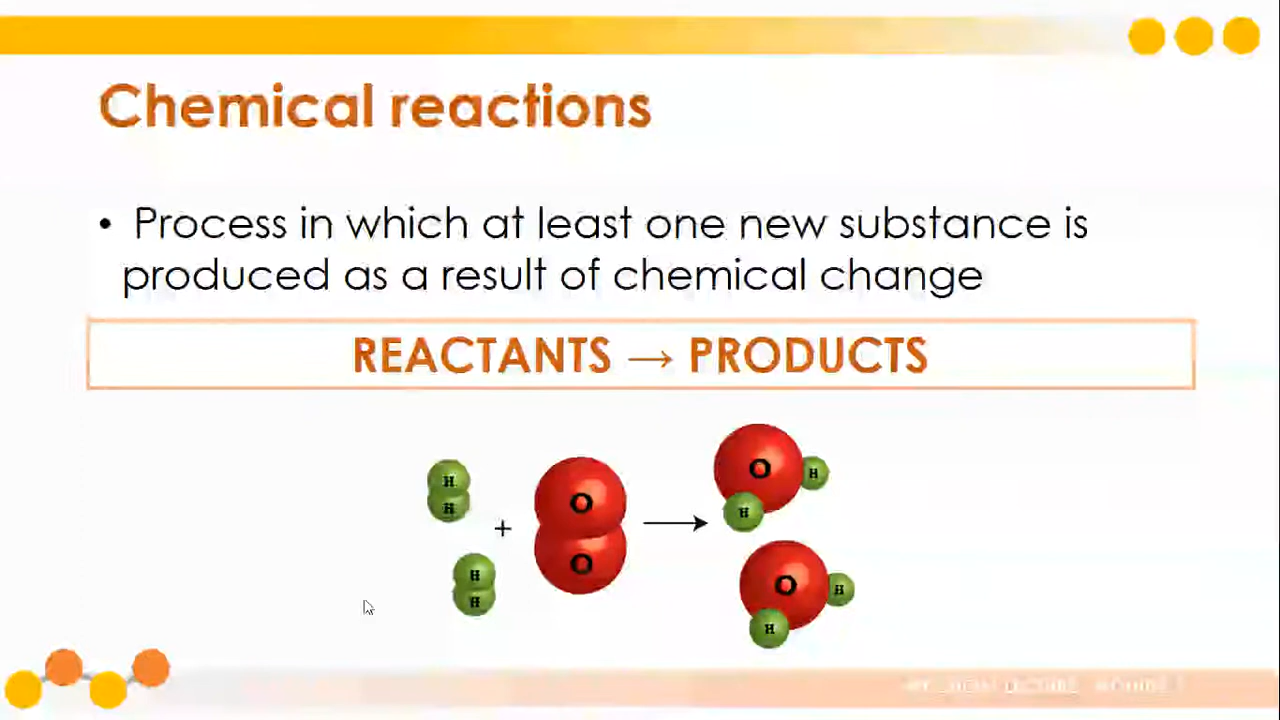 Chemical reactions
• Process in which at least one new substance is
produced as a result of chemical change
REACTANTS → PRODUCTS
H
H
+
H
H
O
O
→
O
H
H
O
H
H
LECTURE